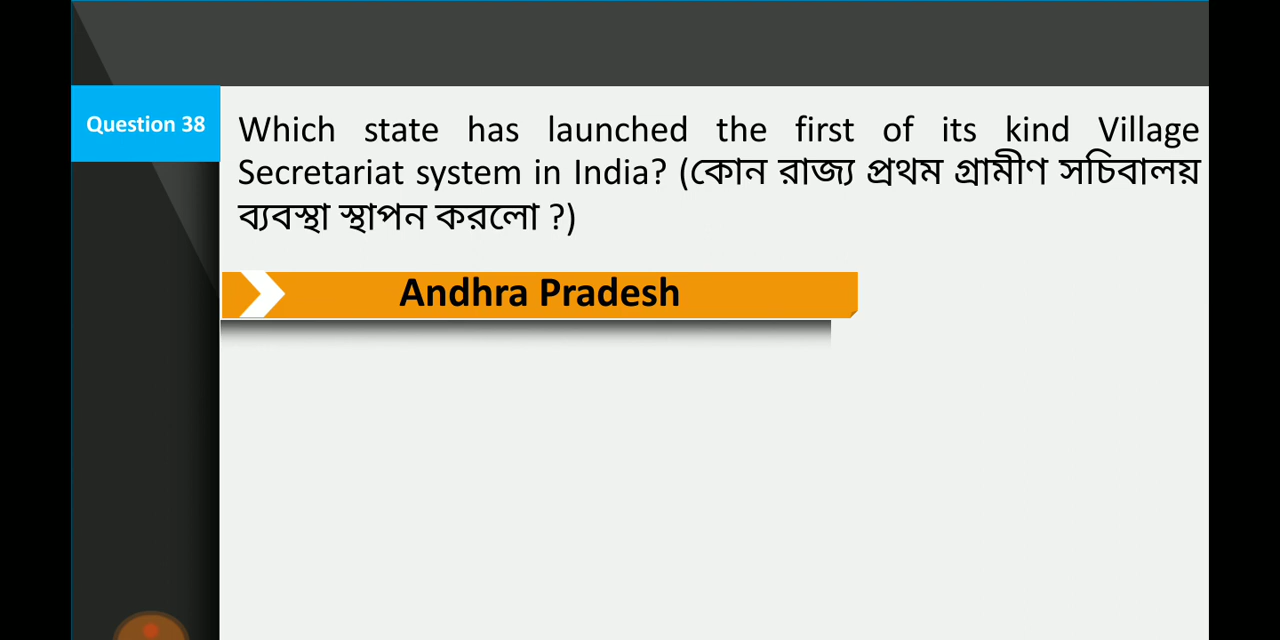 Question 38
Which state has launched the first of its kind Village
Secretariat system in India? (কোন রাজ্য প্রথম গ্রামীণ সচিবালয়
ব্যবস্থা স্থাপন করলো ?)
Andhra Pradesh